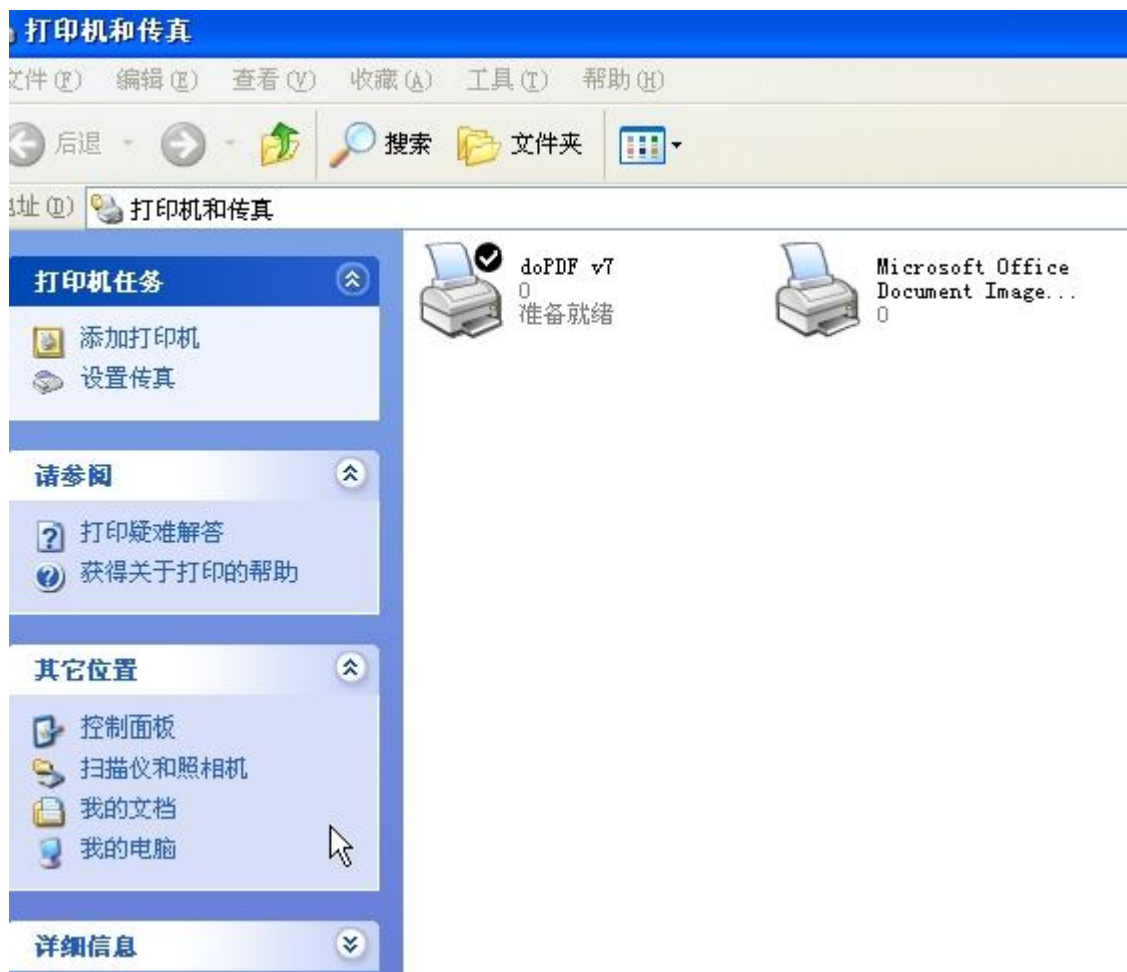 打印机和传真
文件(F) 编辑(E) 查看(V) 收藏(A) 工具(T) 帮助(H)
后退 搜索 文件夹
地址(D) 打印机和传真
打印机任务
添加打印机
设置传真
请参阅
打印疑难解答
获得关于打印的帮助
其它位置
控制面板
扫描仪和照相机
我的文档
我的电脑
详细信息
doPDF v7
0
准备就绪
Microsoft Office
Document Image...
0